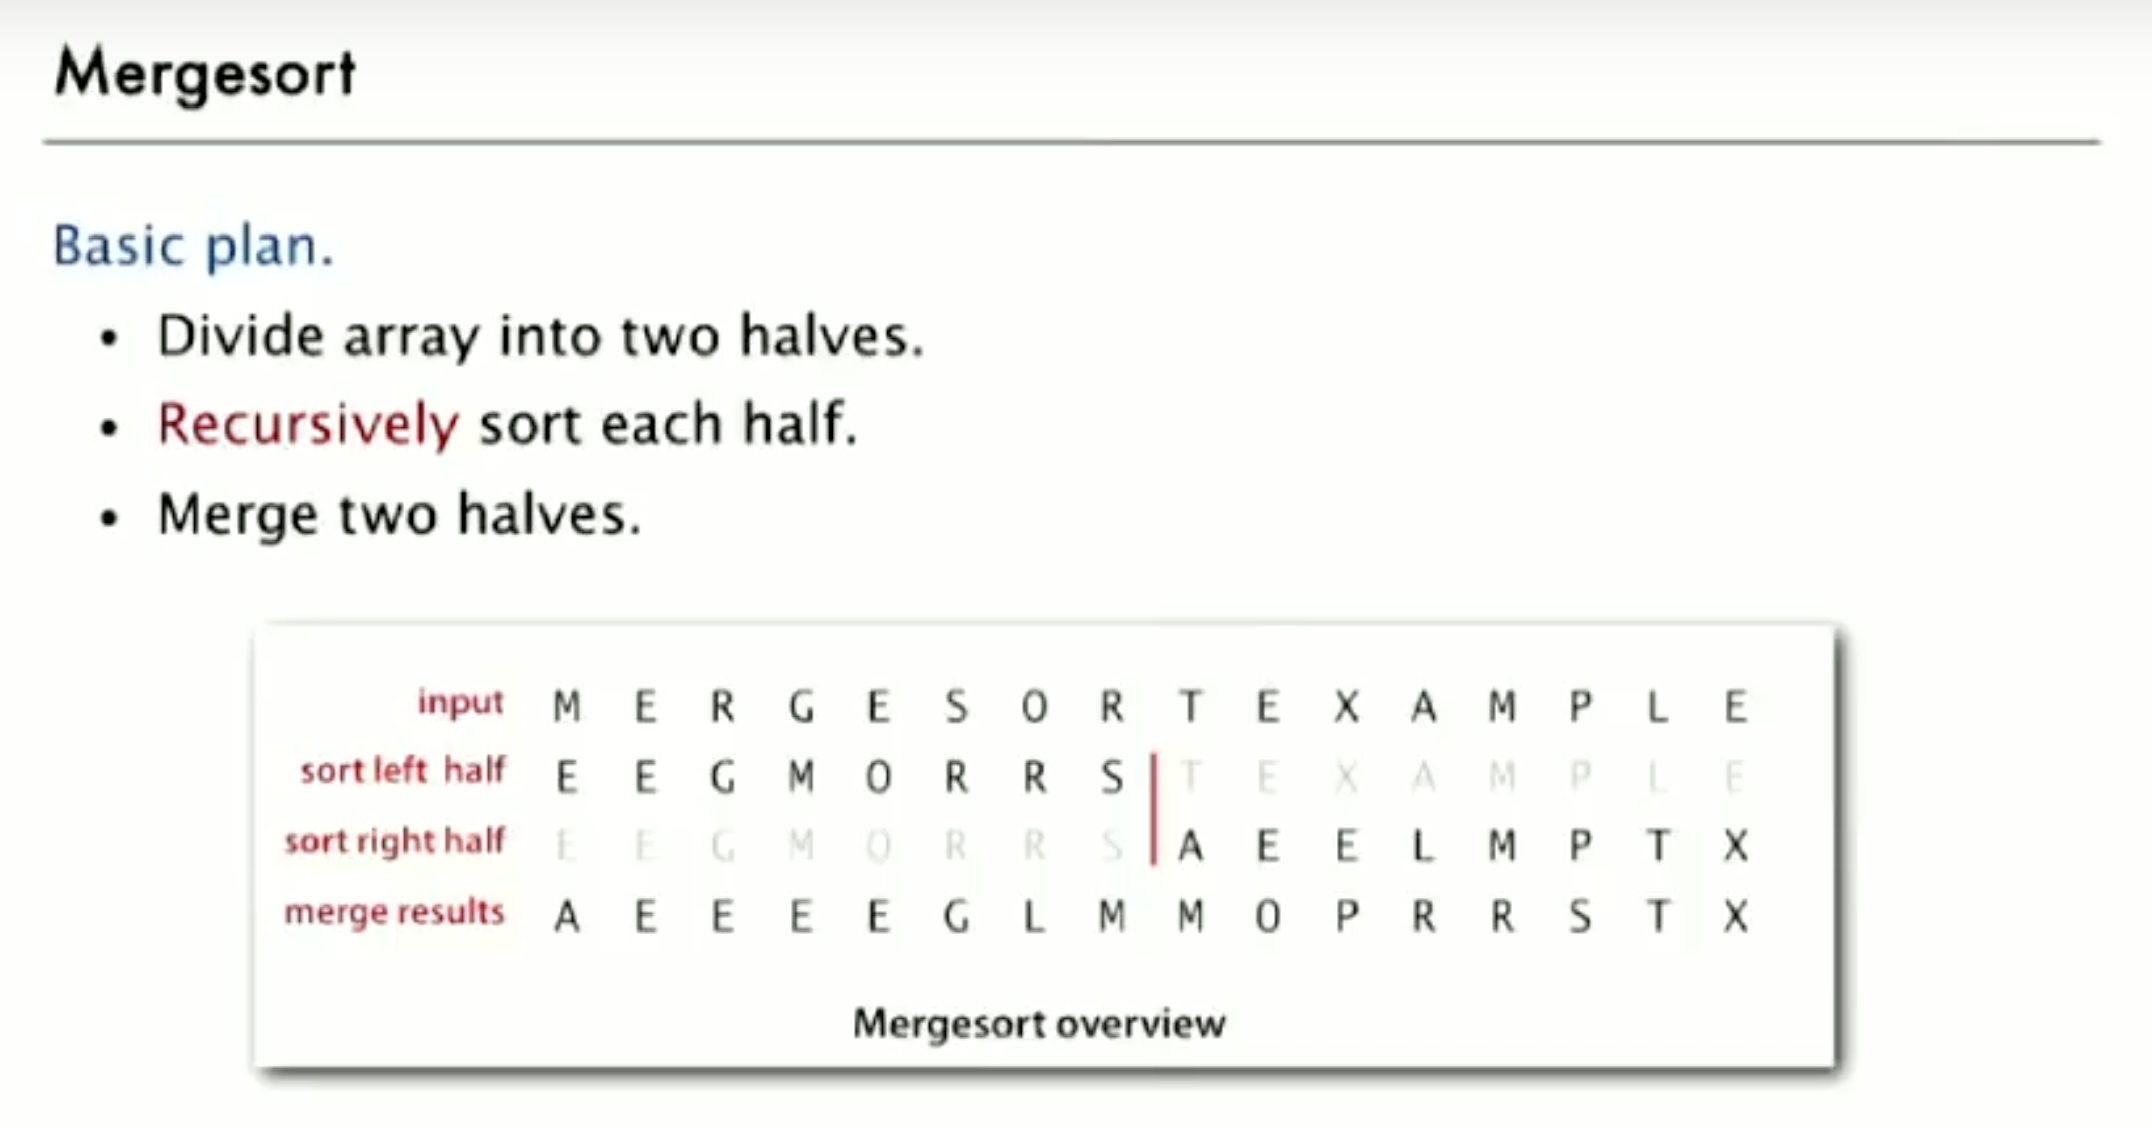 Mergesort
Basic plan.
• Divide array into two halves.
• Recursively sort each half.
• Merge two halves.
input M E R G E S O R T E X A M P L E
sort left half E E G M O R R S T E X A M P L E
sort right half E E G M O R R S A E E L M P T X
merge results A E E E E G L M M O P R R S T X
Mergesort overview